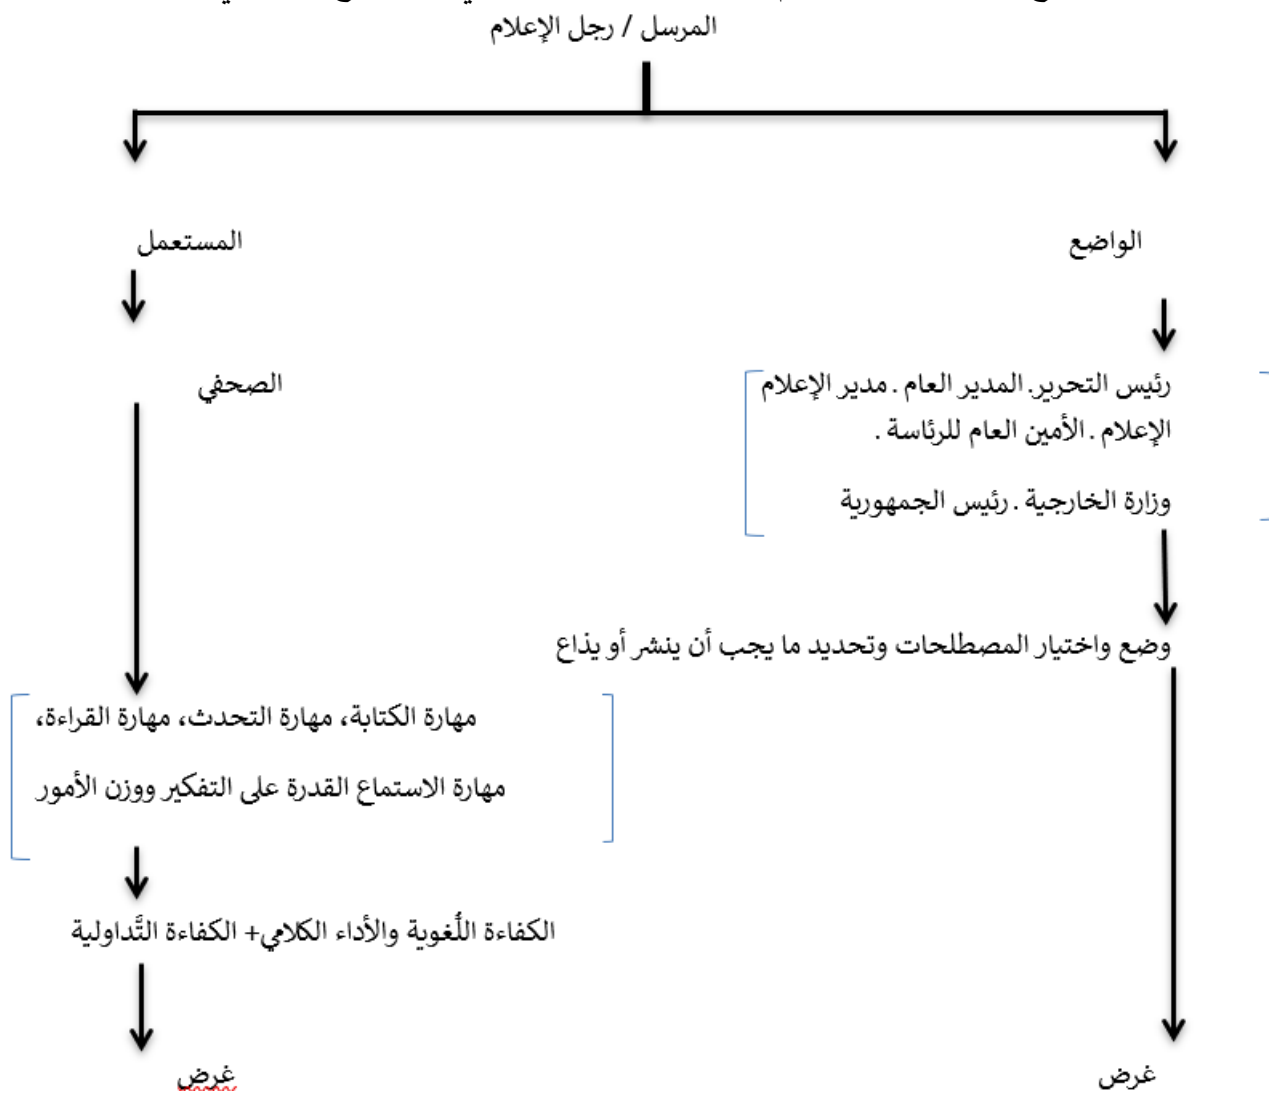 المرسل / رجل الإعلام
الواضع
المستعمل
رئيس التحرير. المدير العام . مدير الإعلام
الإعلام . الأمين العام للرئاسة .
وزارة الخارجية . رئيس الجمهورية
الصحفي
وضع واختيار المصطلحات وتحديد ما يجب أن ينشر أو يذاع
مهارة الكتابة، مهارة التحدث، مهارة القراءة،
مهارة الاستماع القدرة على التفكير ووزن الأمور
الكفاءة اللُّغوية والأداء الكلامي+ الكفاءة التَّداولية
غرض
غرض